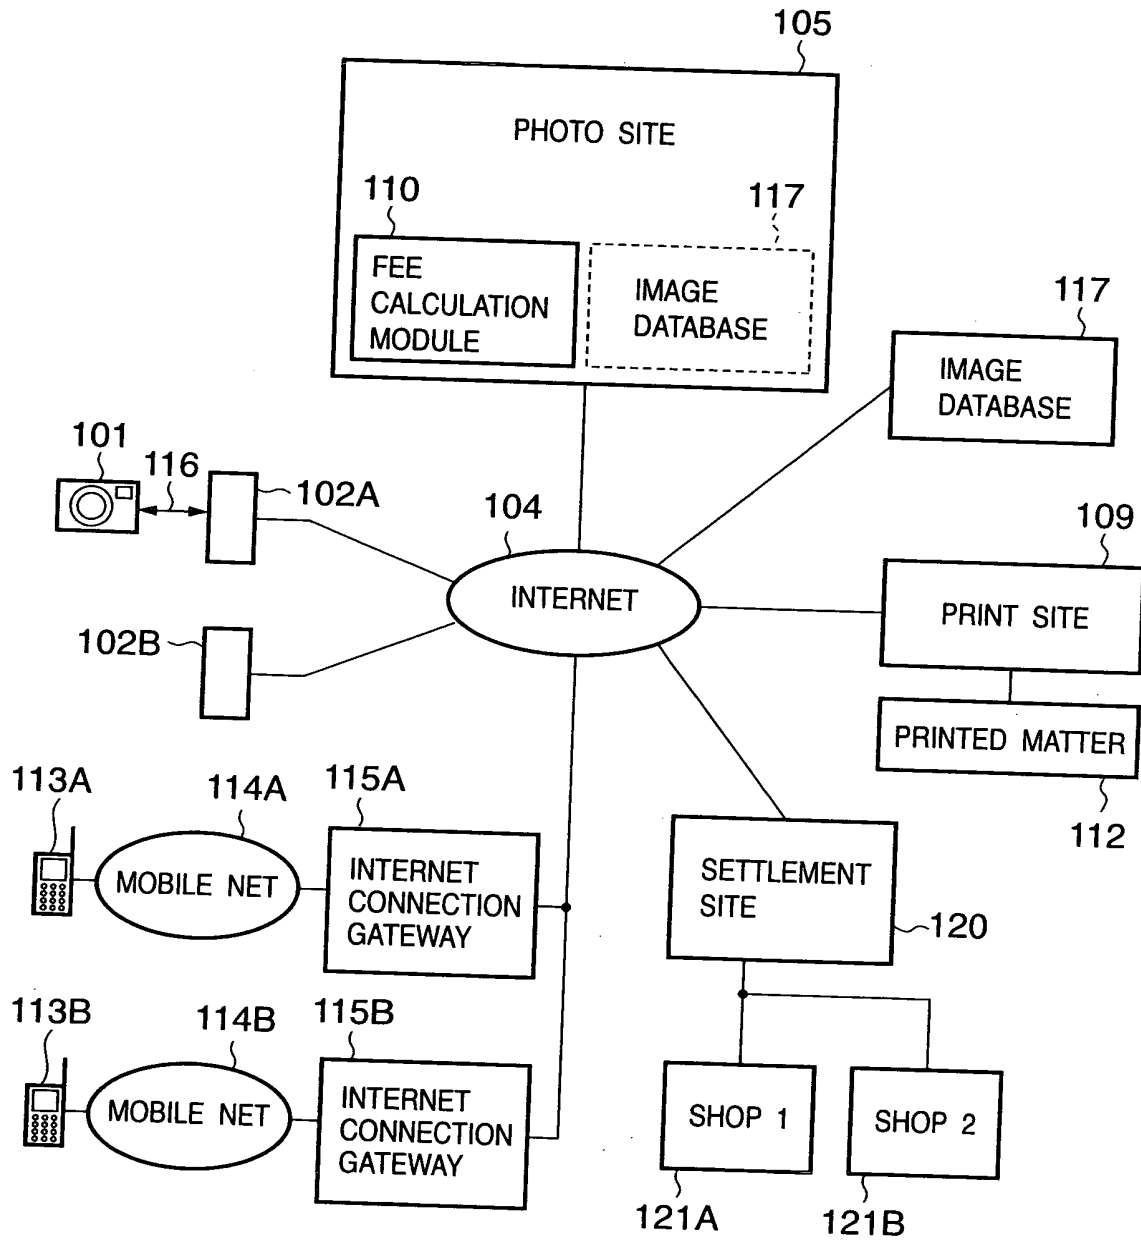 105
PHOTO SITE
110
117
FEE
CALCULATION
MODULE
IMAGE
DATABASE
117
IMAGE
DATABASE
101
116
102A
104
INTERNET
109
PRINT SITE
102B
PRINTED MATTER
112
113A
114A
115A
MOBILE NET
INTERNET
CONNECTION
GATEWAY
SETTLEMENT
SITE
120
113B
114B
115B
MOBILE NET
INTERNET
CONNECTION
GATEWAY
SHOP 1
SHOP 2
121A
121B